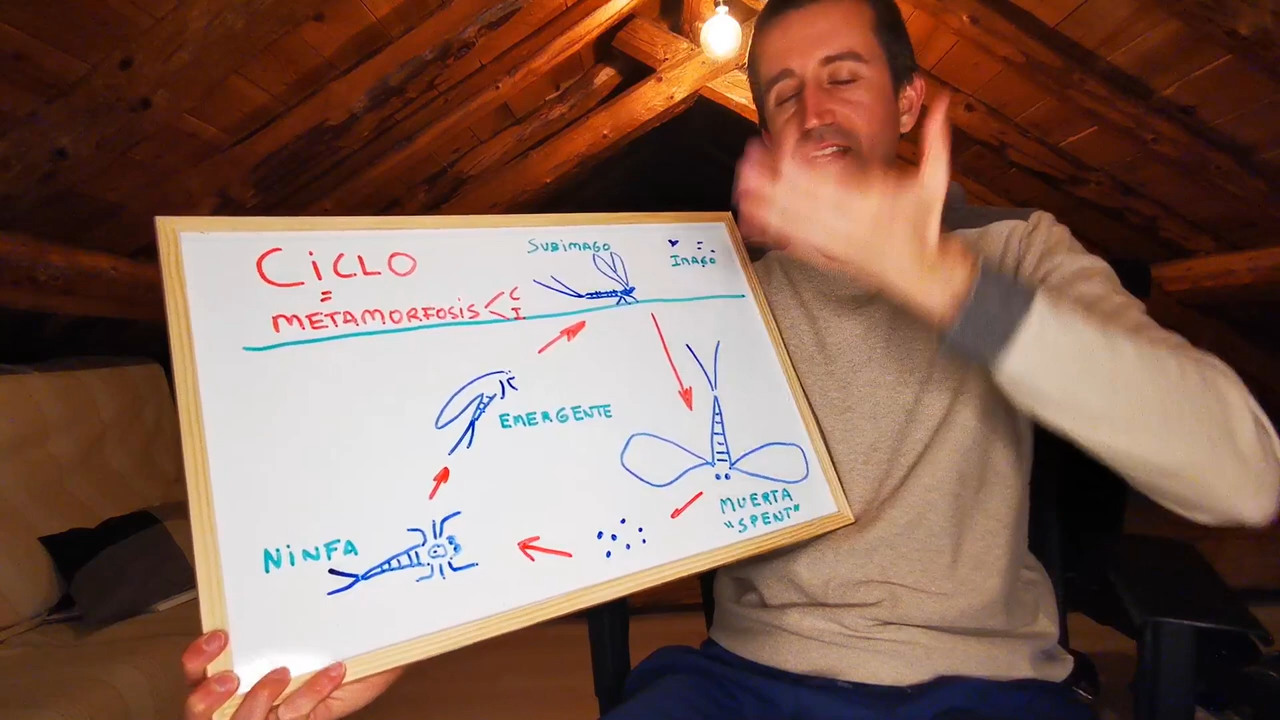 CiCLO
METAMORFOSiS < C
I
SUBIMAGO
IMAGO
EMERGENTE
MUERTA
"SPENT"
NiNFA